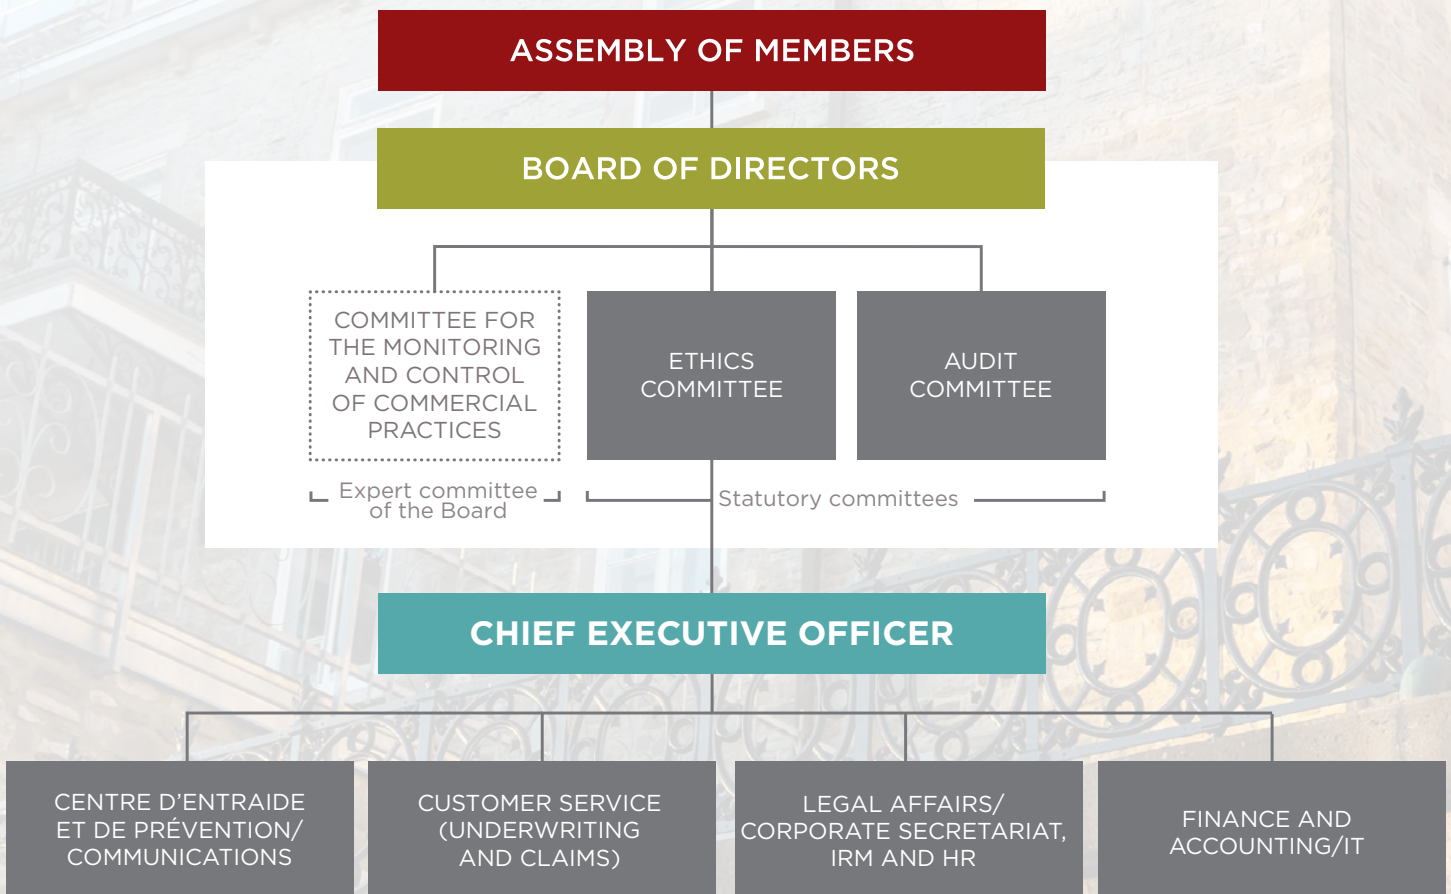 ASSEMBLY OF MEMBERS
BOARD OF DIRECTORS
COMMITTEE FOR
THE MONITORING
AND CONTROL
OF COMMERCIAL
PRACTICES
ETHICS
COMMITTEE
AUDIT
COMMITTEE
Expert committee
of the Board
Statutory committees
CHIEF EXECUTIVE OFFICER
CENTRE D’ENTRAIDE
ET DE PRÉVENTION/
COMMUNICATIONS
CUSTOMER SERVICE
(UNDERWRITING
AND CLAIMS)
LEGAL AFFAIRS/
CORPORATE SECRETARIAT,
IRM AND HR
FINANCE AND
ACCOUNTING/IT